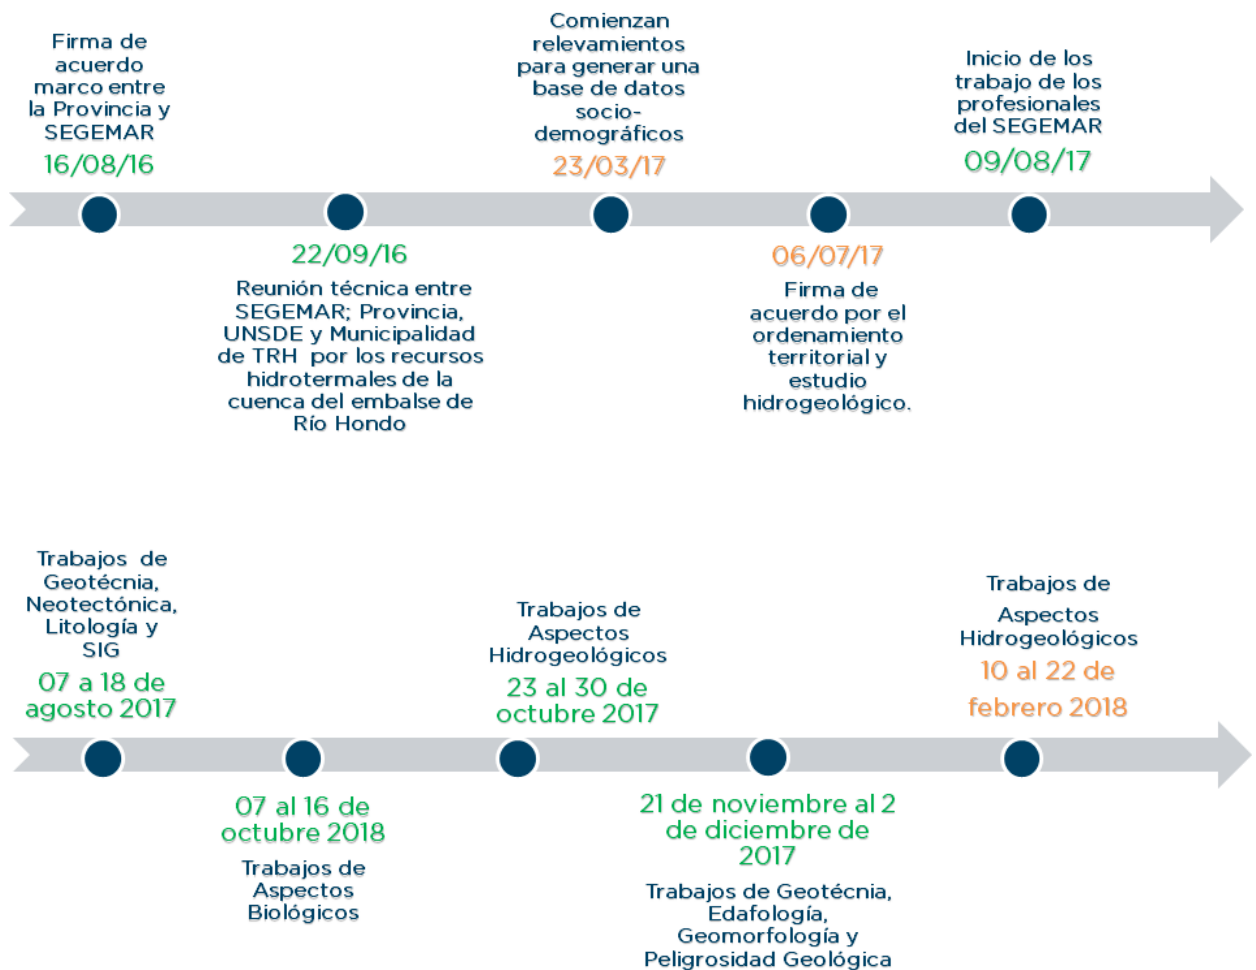 Firma de
acuerdo
marco entre
la Provincia y
SEGEMAR
16/08/16
22/09/16
Reunión técnica entre
SEGEMAR; Provincia,
UNSDE y Municipalidad
de TRH por los recursos
hidrotermales de la
cuenca del embalse de
Río Hondo
Comienzan
relevamientos
para generar una
base de datos
socio-
demográficos
23/03/17
06/07/17
Firma de
acuerdo por el
ordenamiento
territorial y
estudio
hidrogeológico.
Inicio de los
trabajo de los
profesionales
del SEGEMAR
09/08/17
Trabajos de
Geotécnia,
Neotectónica,
Litología y
SIG
07 a 18 de
agosto 2017
07 al 16 de
octubre 2018
Trabajos de
Aspectos
Biológicos
Trabajos de
Aspectos
Hidrogeológicos
23 al 30 de
octubre 2017
21 de noviembre al 2
de diciembre de
2017
Trabajos de Geotécnia,
Edafología,
Geomorfología y
Peligrosidad Geológica
Trabajos de
Aspectos
Hidrogeológicos
10 al 22 de
febrero 2018